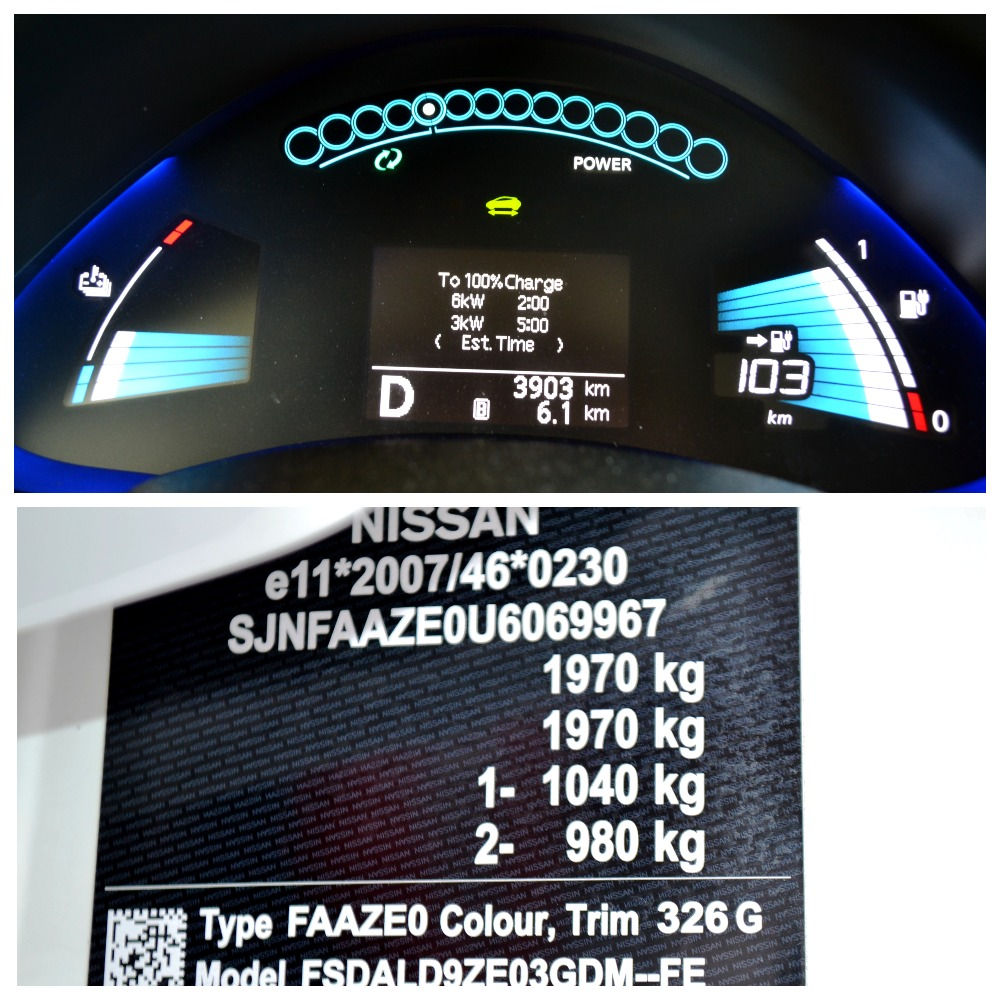 POWER
To 100% Charge
6kW 2:00
3kW 5:00
( Est. Time )
D 3903 km
B 6.1 km
1
103
km
0
NISSAN
e11*2007/46*0230
SJNFAAZE0U6069967
1970 kg
1970 kg
1- 1040 kg
2- 980 kg
Type FAAZE0 Colour, Trim 326 G
Model FSDALD9ZE03GDM--FE